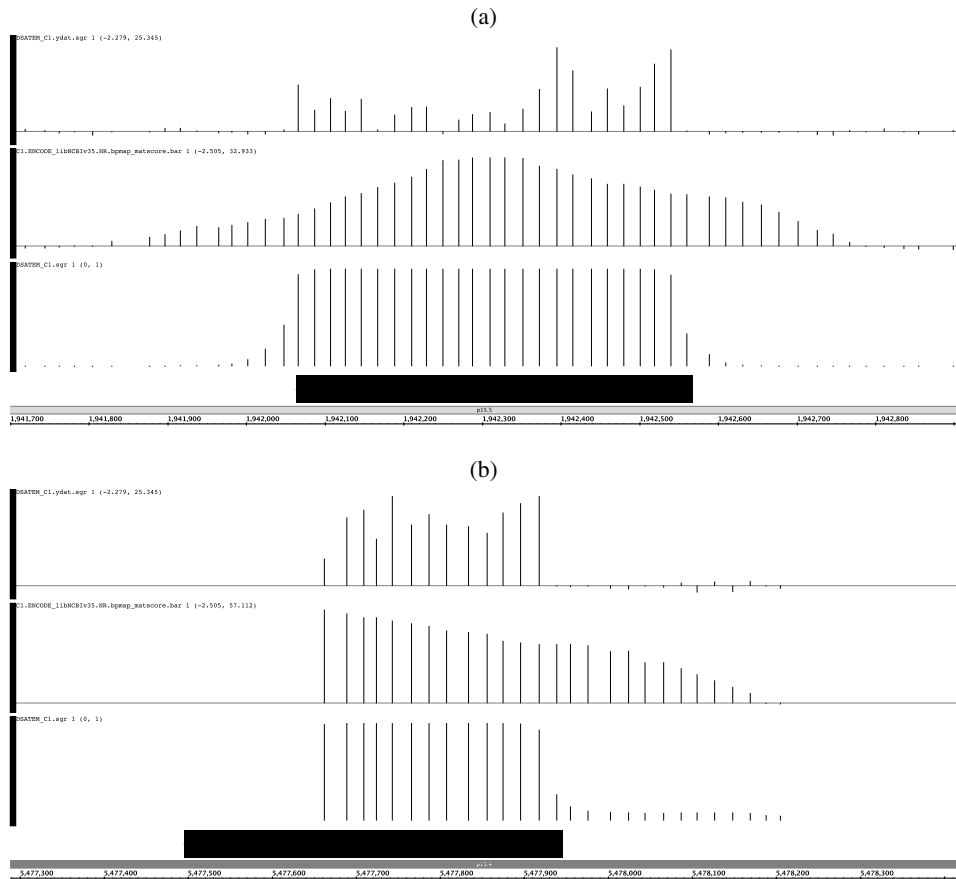 (a)
DSATEM_C1.ydat.sgr 1 (-2.279, 25.345)
C1.ENCODE_libNCBIv35.NR.bpmap_matscore.bar 1 (-2.505, 32.933)
DSATEM_C1.sgr 1 (0, 1)
p15.5
1,941,700 1,941,800 1,941,900 1,942,000 1,942,100 1,942,200 1,942,300 1,942,400 1,942,500 1,942,600 1,942,700 1,942,800
(b)
DSATEM_C1.ydat.sgr 1 (-2.279, 25.345)
C1.ENCODE_libNCBIv35.NR.bpmap_matscore.bar 1 (-2.505, 57.112)
DSATEM_C1.sgr 1 (0, 1)
p15.4
5,477,300 5,477,400 5,477,500 5,477,600 5,477,700 5,477,800 5,477,900 5,478,000 5,478,100 5,478,200 5,478,300